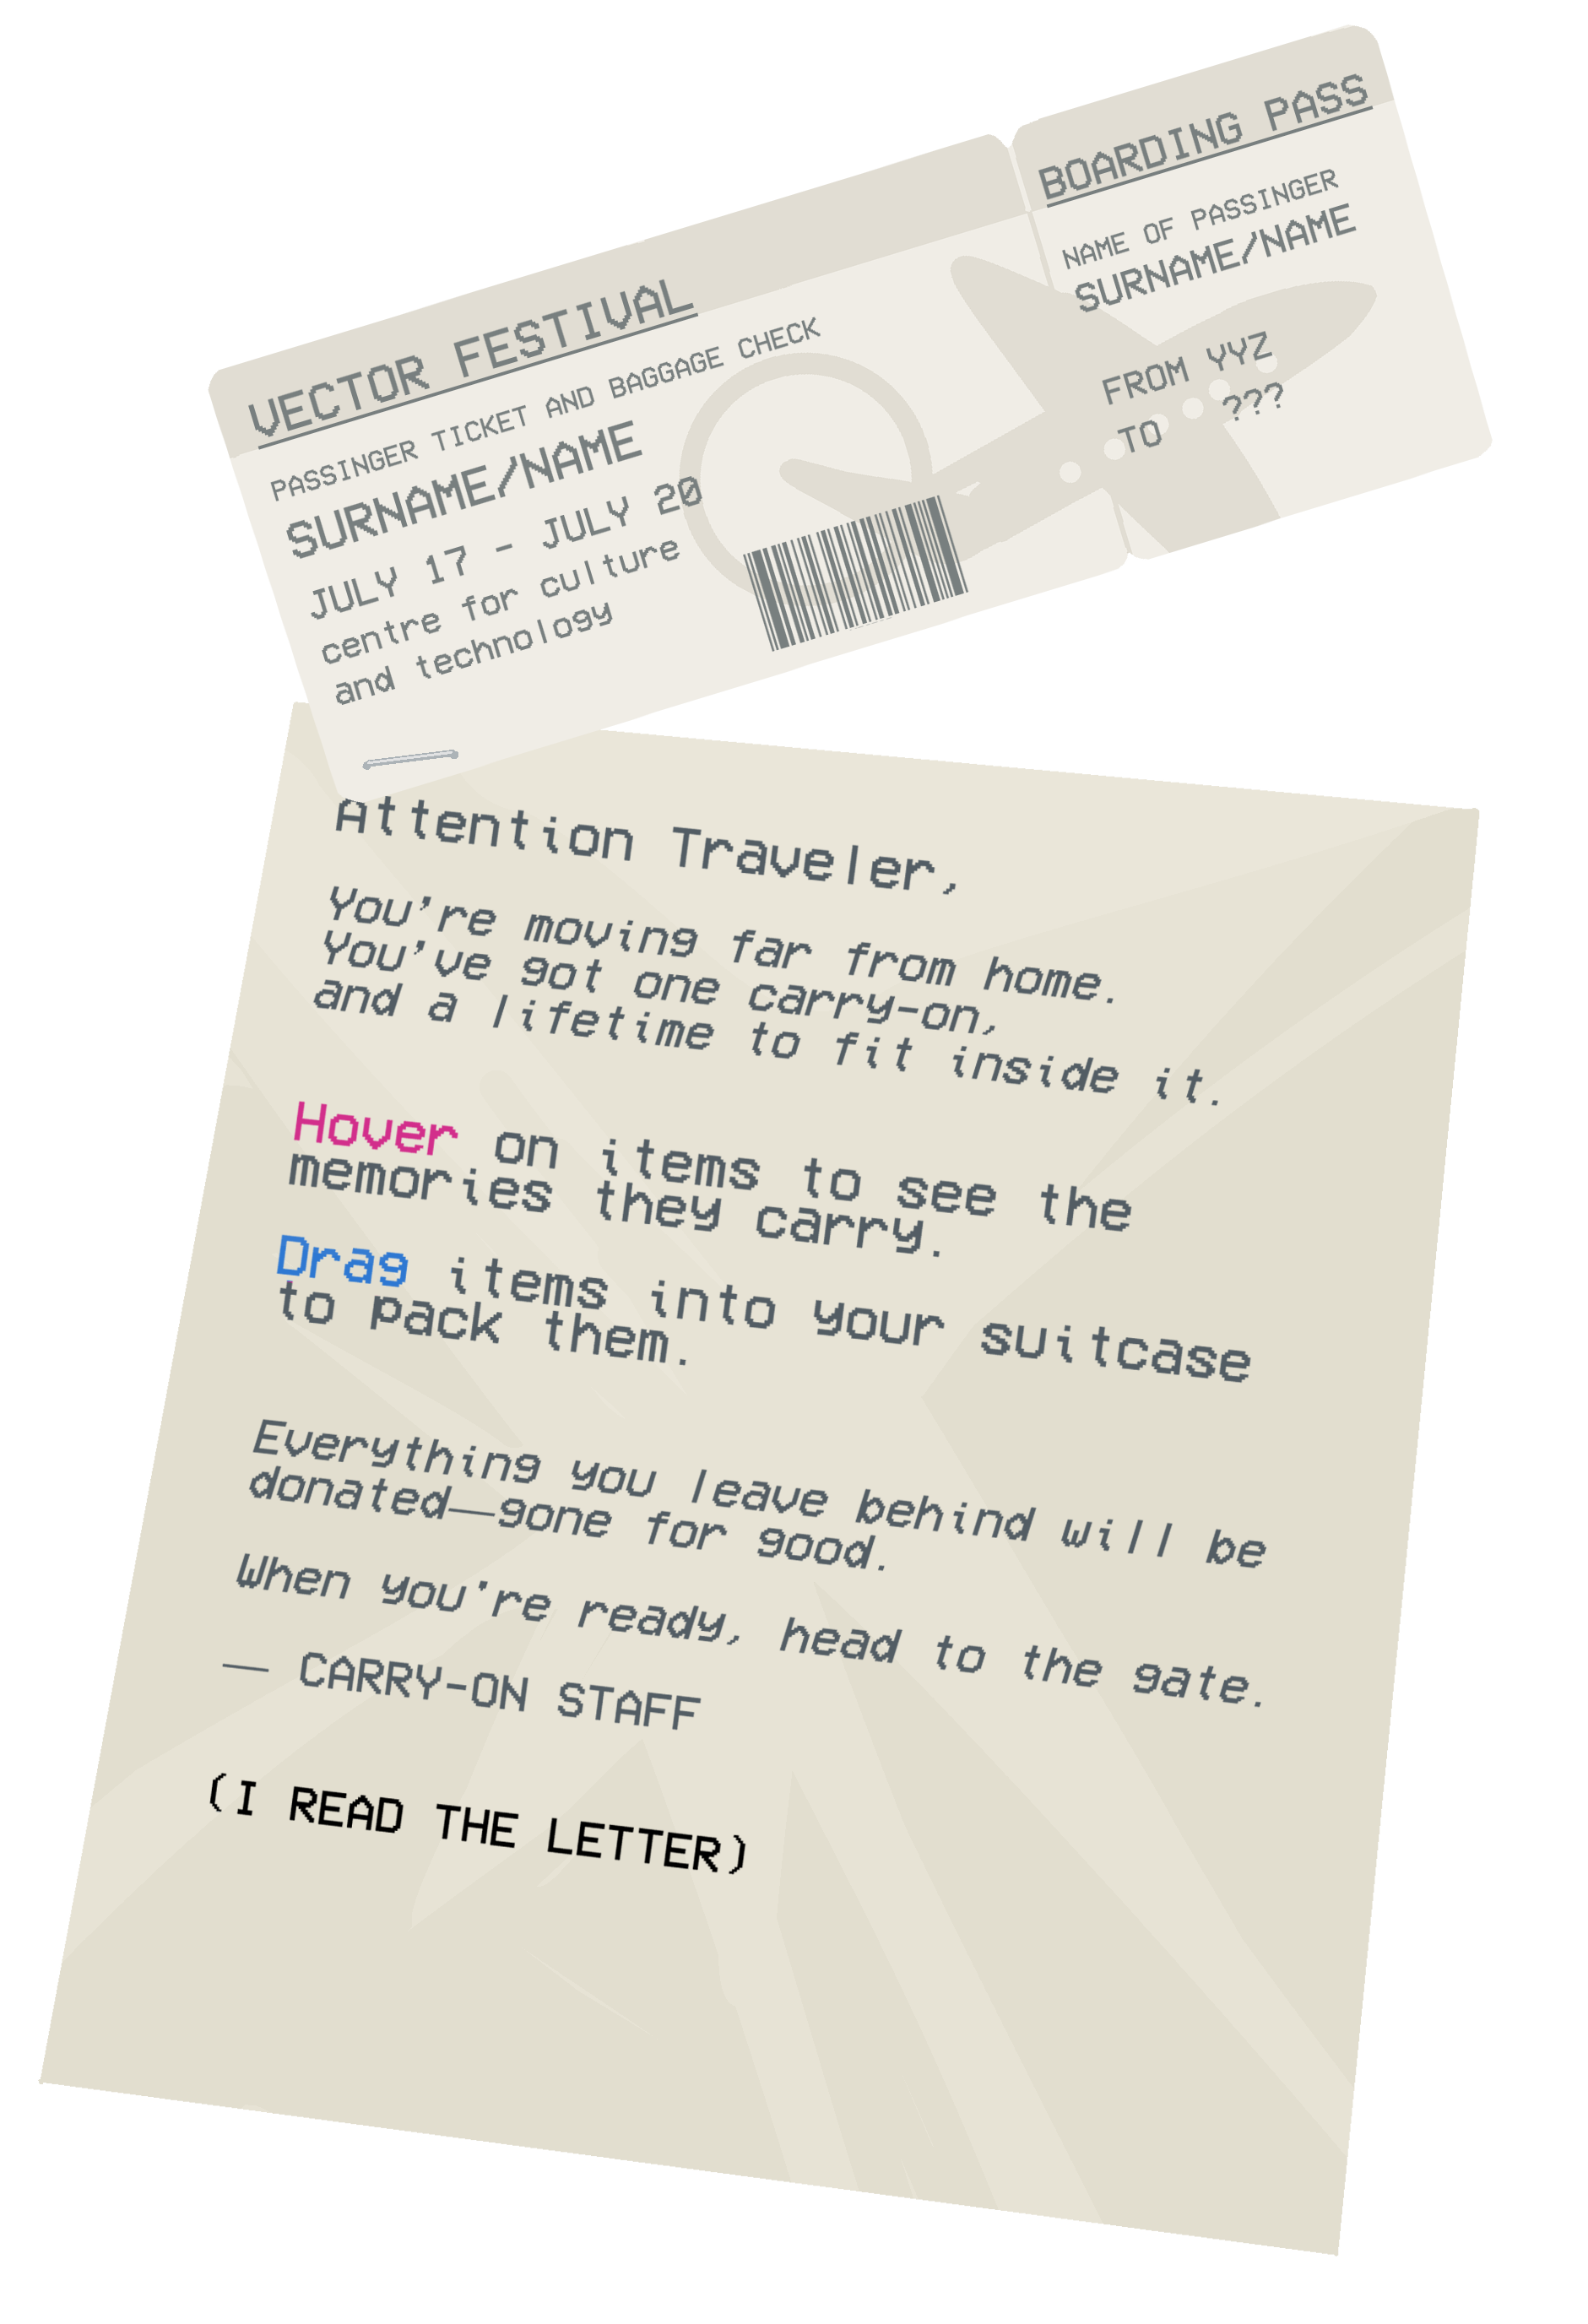 BOARDING PASS
NAME OF PASSINGER
SURNAME/NAME
FROM YYZ
TO ???
VECTOR FESTIVAL
PASSINGER TICKET AND BAGGAGE CHECK
SURNAME/NAME
JULY 17 - JULY 20
centre for culture
and technology
Attention Traveler,
You're moving far from home.
You've got one carry-on,
and a lifetime to fit inside it.
Hover on items to see the
memories they carry.
Drag items into your suitcase
to pack them.
Everything you leave behind will be
donated—gone for good.
When you're ready, head to the gate.
— CARRY-ON STAFF
(I READ THE LETTER)